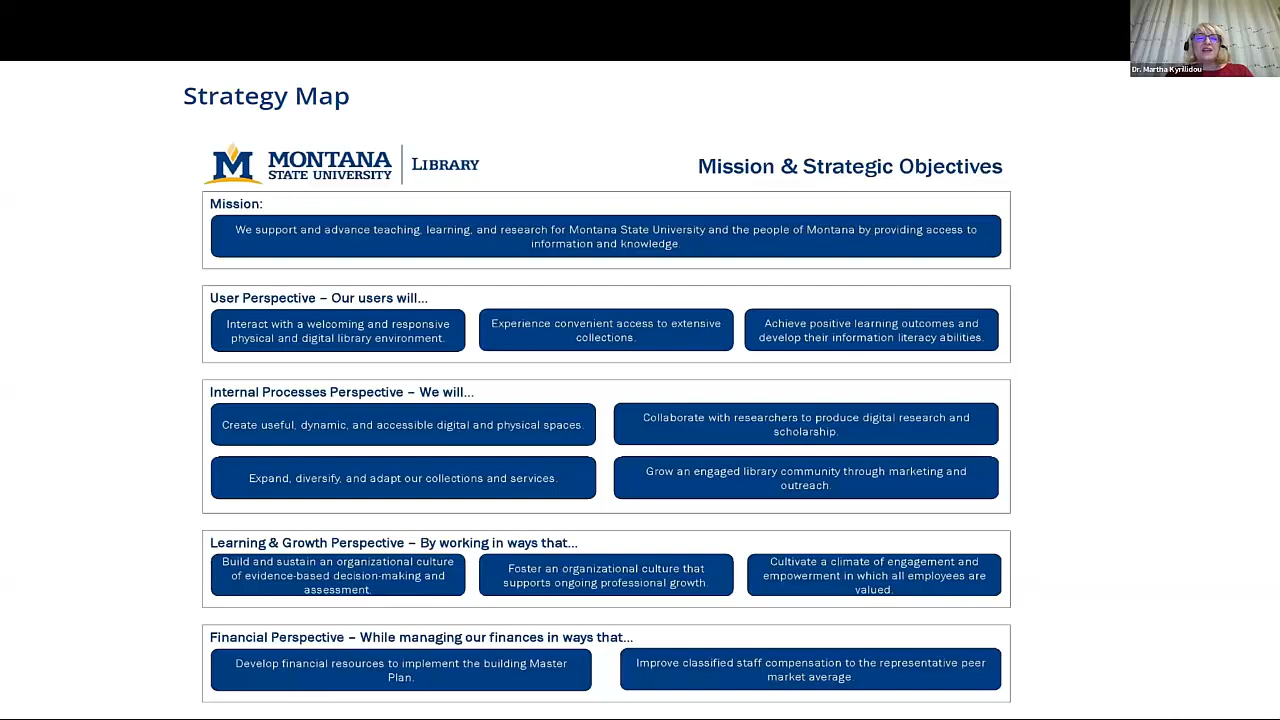 Dr. Martha Kyrillidou
Strategy Map
M MONTANA
STATE UNIVERSITY
LIBRARY
Mission & Strategic Objectives
Mission:
We support and advance teaching, learning, and research for Montana State University and the people of Montana by providing access to
information and knowledge.
User Perspective – Our users will...
Interact with a welcoming and responsive
physical and digital library environment.
Experience convenient access to extensive
collections.
Achieve positive learning outcomes and
develop their information literacy abilities.
Internal Processes Perspective – We will...
Create useful, dynamic, and accessible digital and physical spaces.
Collaborate with researchers to produce digital research and
scholarship.
Expand, diversify, and adapt our collections and services.
Grow an engaged library community through marketing and
outreach.
Learning & Growth Perspective – By working in ways that...
Build and sustain an organizational culture
of evidence-based decision-making and
assessment.
Foster an organizational culture that
supports ongoing professional growth.
Cultivate a climate of engagement and
empowerment in which all employees are
valued.
Financial Perspective – While managing our finances in ways that...
Develop financial resources to implement the building Master
Plan.
Improve classified staff compensation to the representative peer
market average.